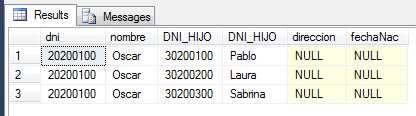 Results Messages
dni nombre DNI_HIJO DNI_HIJO direccion fechaNac
1 20200100 Oscar 30200100 Pablo NULL NULL
2 20200100 Oscar 30200200 Laura NULL NULL
3 20200100 Oscar 30200300 Sabrina NULL NULL